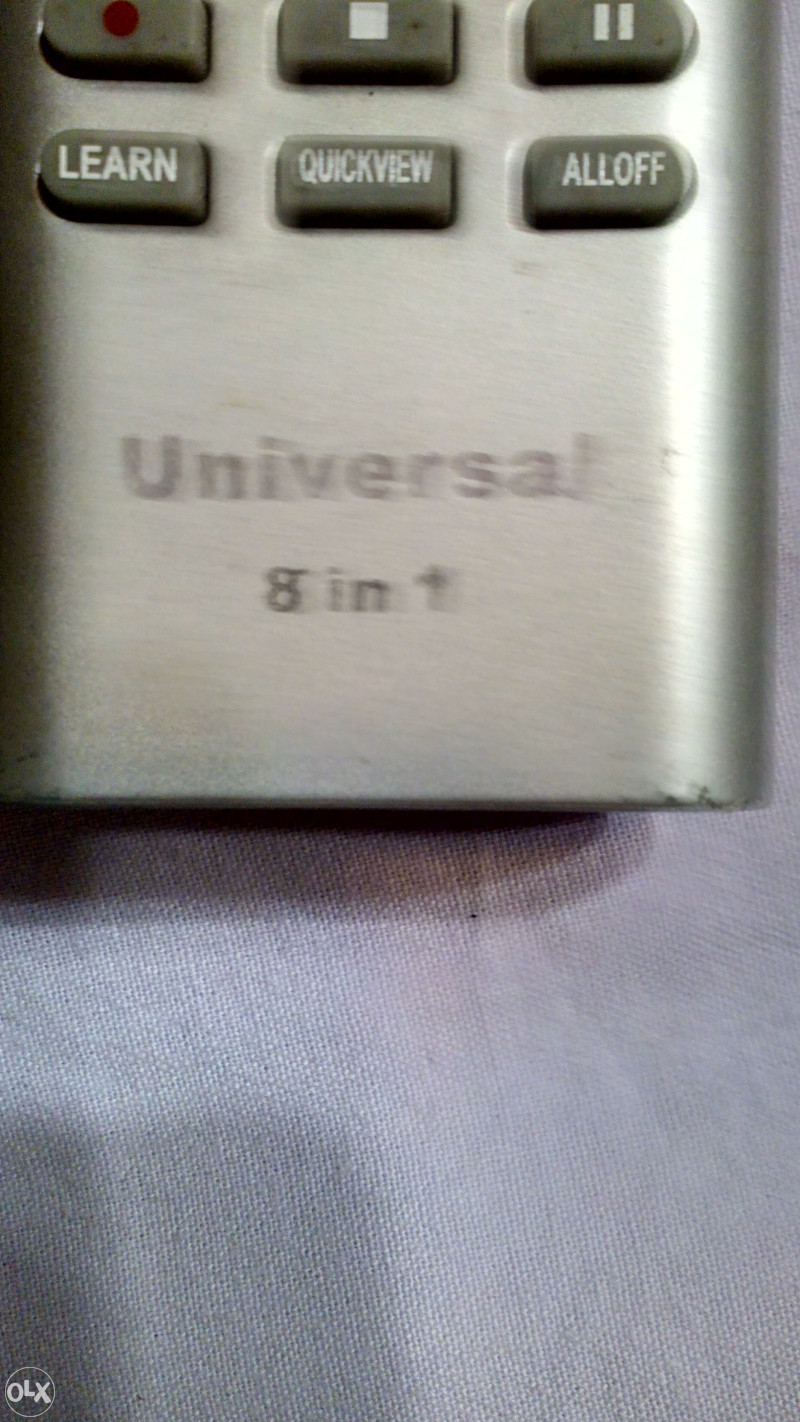 LEARN QUICKVIEW ALLOFF
Universal
8 in 1
OLX